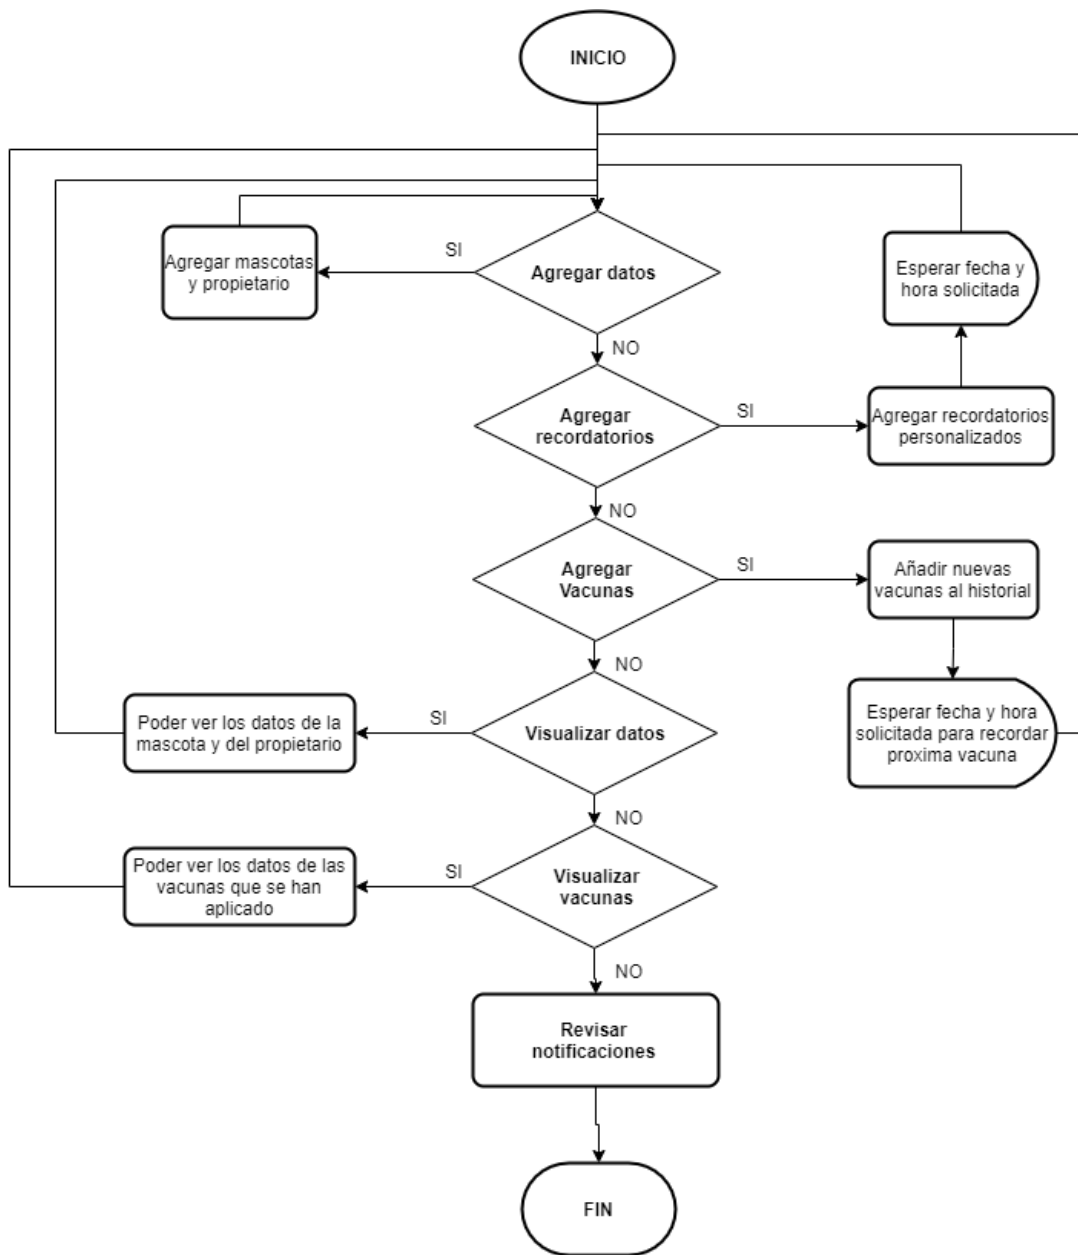 INICIO
SI
Agregar mascotas
y propietario
Agregar datos
Esperar fecha y
hora solicitada
NO
Agregar
recordatorios
SI
Agregar recordatorios
personalizados
NO
Agregar
Vacunas
SI
Añadir nuevas
vacunas al historial
NO
Poder ver los datos de la
mascota y del propietario
SI
Visualizar datos
Esperar fecha y hora
solicitada para recordar
proxima vacuna
NO
Poder ver los datos de las
vacunas que se han
aplicado
SI
Visualizar
vacunas
NO
Revisar
notificaciones
FIN